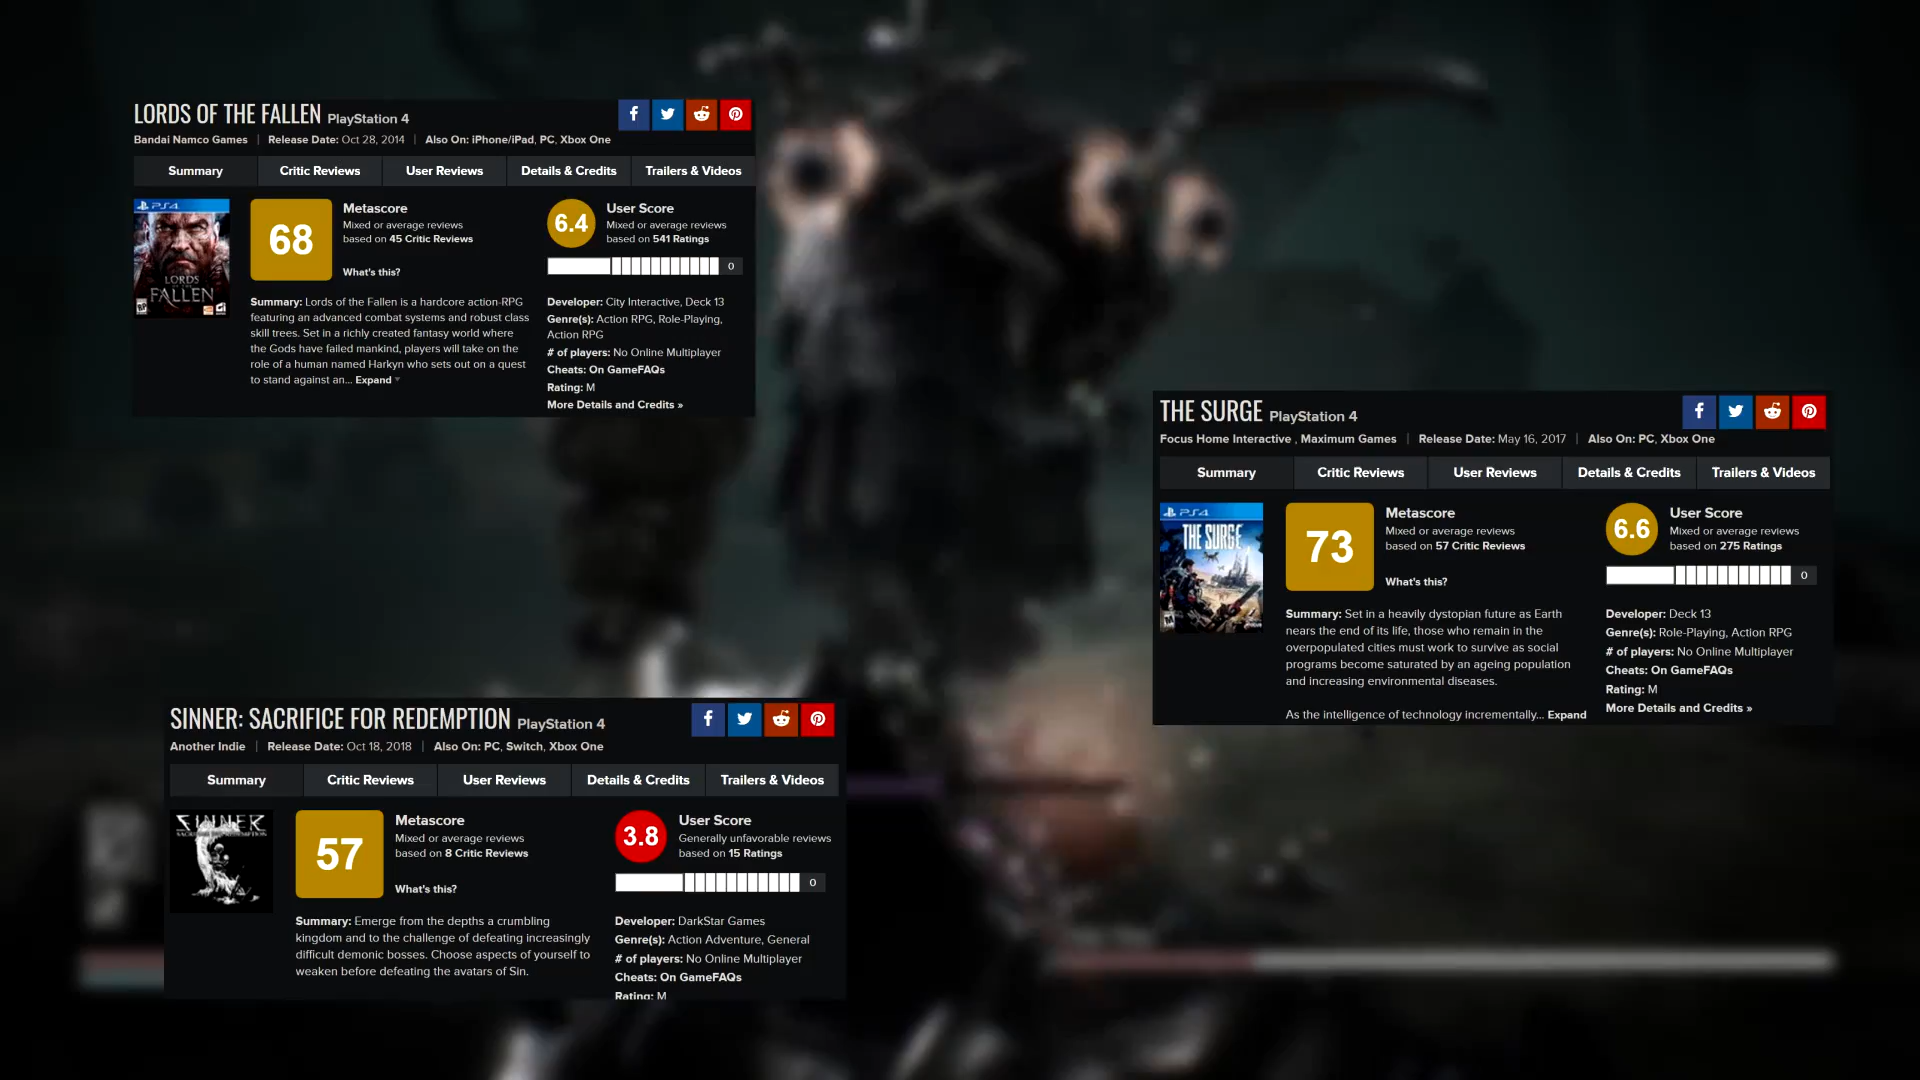 LORDS OF THE FALLEN PlayStation 4
Bandai Namco Games | Release Date: Oct 28, 2014 | Also On: iPhone/iPad, PC, Xbox One
Summary Critic Reviews User Reviews Details & Credits Trailers & Videos
PS4
LORDS
OF THE
FALLEN
68
Metascore
Mixed or average reviews
based on 45 Critic Reviews
What's this?
6.4
User Score
Mixed or average reviews
based on 541 Ratings
0
Summary: Lords of the Fallen is a hardcore action-RPG
featuring an advanced combat systems and robust class
skill trees. Set in a richly created fantasy world where
the Gods have failed mankind, players will take on the
role of a human named Harkyn who sets out on a quest
to stand against an... Expand
Developer: City Interactive, Deck 13
Genre(s): Action RPG, Role-Playing,
Action RPG
# of players: No Online Multiplayer
Cheats: On GameFAQs
Rating: M
More Details and Credits »
THE SURGE PlayStation 4
Focus Home Interactive , Maximum Games | Release Date: May 16, 2017 | Also On: PC, Xbox One
Summary Critic Reviews User Reviews Details & Credits Trailers & Videos
PS4
THE SURGE
73
Metascore
Mixed or average reviews
based on 57 Critic Reviews
What's this?
6.6
User Score
Mixed or average reviews
based on 275 Ratings
0
Summary: Set in a heavily dystopian future as Earth
nears the end of its life, those who remain in the
overpopulated cities must work to survive as social
programs become saturated by an ageing population
and increasing environmental diseases.
As the intelligence of technology incrementally... Expand
Developer: Deck 13
Genre(s): Role-Playing, Action RPG
# of players: No Online Multiplayer
Cheats: On GameFAQs
Rating: M
More Details and Credits »
SINNER: SACRIFICE FOR REDEMPTION PlayStation 4
Another Indie | Release Date: Oct 18, 2018 | Also On: PC, Switch, Xbox One
Summary Critic Reviews User Reviews Details & Credits Trailers & Videos
SINNER
SACRIFICE FOR REDEMPTION
57
Metascore
Mixed or average reviews
based on 8 Critic Reviews
What's this?
3.8
User Score
Generally unfavorable reviews
based on 15 Ratings
0
Summary: Emerge from the depths a crumbling
kingdom and to the challenge of defeating increasingly
difficult demonic bosses. Choose aspects of yourself to
weaken before defeating the avatars of Sin.
Developer: DarkStar Games
Genre(s): Action Adventure, General
# of players: No Online Multiplayer
Cheats: On GameFAQs
Rating: M